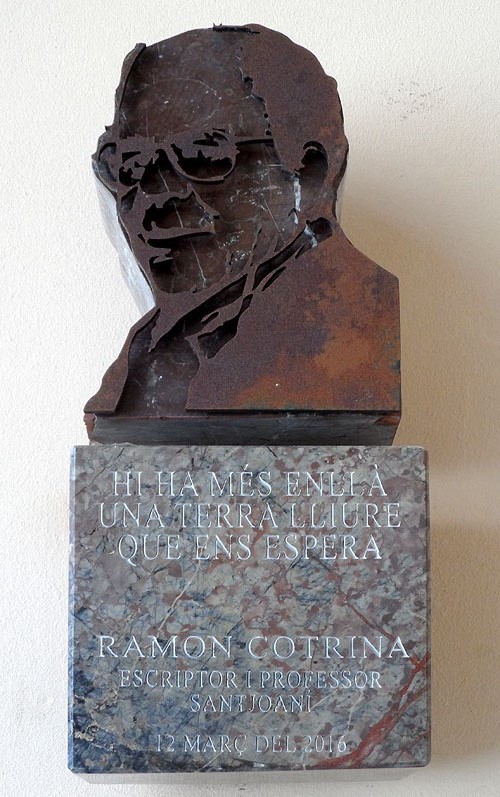 HI HA MÉS ENLLÀ
UNA TERRA LLIURE
QUE ENS ESPERA
RAMON COTRINA
ESCRIPTOR I PROFESSOR
SANTJOANÍ
12 MARÇ DEL 2016